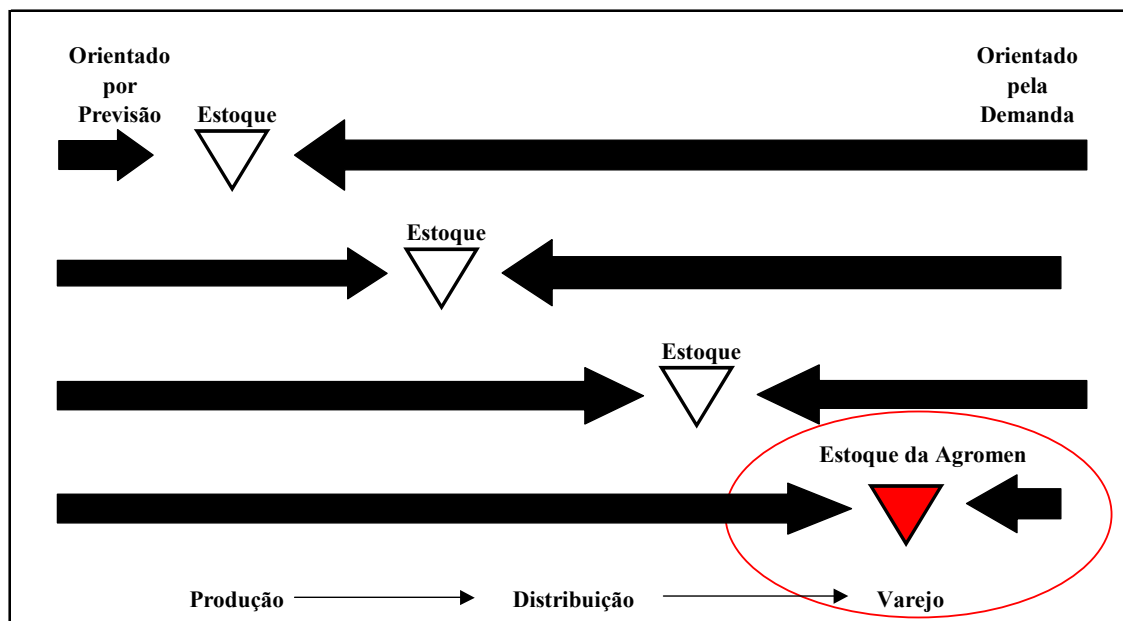 Orientado
por
Previsão
Estoque
Orientado
pela
Demanda
Estoque
Estoque
Estoque da Agromen
Produção
Distribuição
Varejo